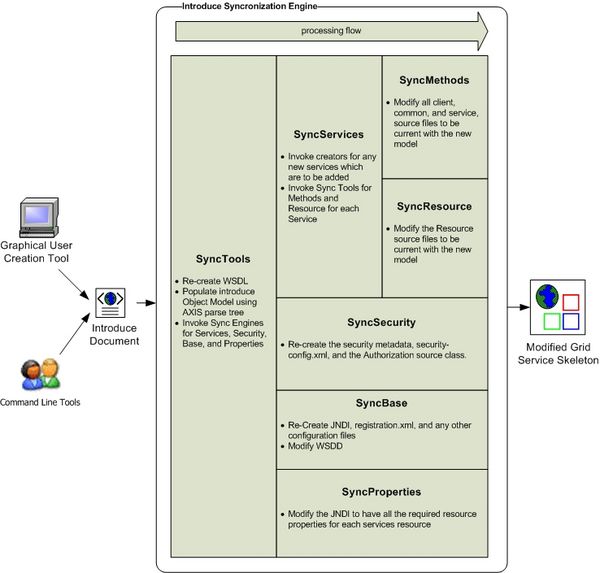 Introduce Syncronization Engine
processing flow
Graphical User
Creation Tool
Introduce
Document
Command Line Tools
SyncTools
• Re-create WSDL
• Populate introduce
Object Model using
AXIS parse tree
• Invoke Sync Engines
for Services, Security,
Base, and Properties
SyncServices
• Invoke creators for any
new services which
are to be added
• Invoke Sync Tools for
Methods and
Resource for each
Service
SyncMethods
• Modify all client,
common, and service,
source files to be
current with the new
model
SyncResource
• Modify the Resource
source files to be
current with the new
model
SyncSecurity
• Re-create the security metadata, security-
config.xml, and the Authorization source class.
SyncBase
• Re-Create JNDI, registration.xml, and any other
configuration files
• Modify WSDD
SyncProperties
• Modify the JNDI to have all the required resource
properties for each services resource
Modified Grid
Service Skeleton